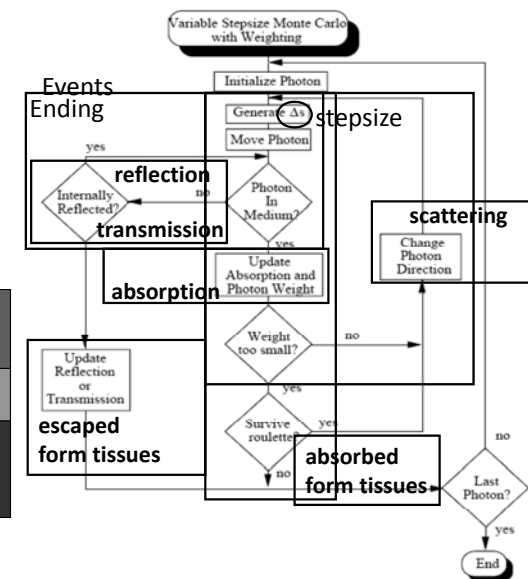 Variable Stepsize Monte Carlo
with Weighting
Initialize Photon
Events
Ending
Generate Δs
stepsize
Move Photon
yes
reflection
no
Internally
Reflected?
Photon
In
Medium?
transmission
scattering
yes
Change
Photon
Direction
absorption
Update
Absorption and
Photon Weight
Weight
too small?
no
Update
Reflection
or
Transmission
yes
no
escaped
form tissues
Survive
roulette?
yes
no
absorbed
form tissues
Last
Photon?
yes
End